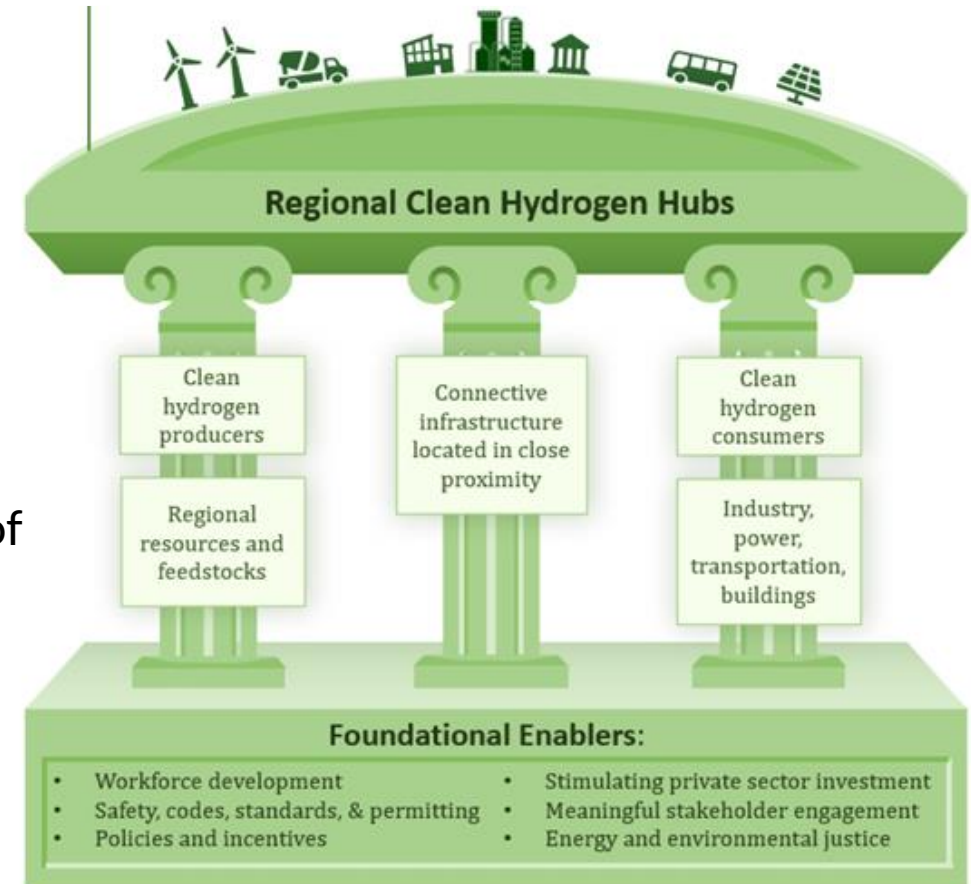 Regional Clean Hydrogen Hubs
Clean
hydrogen
producers
Regional
resources and
feedstocks
Connective
infrastructure
located in close
proximity
Clean
hydrogen
consumers
Industry,
power,
transportation,
buildings
of
Foundational Enablers:
• Workforce development
• Safety, codes, standards, & permitting
• Policies and incentives
• Stimulating private sector investment
• Meaningful stakeholder engagement
• Energy and environmental justice